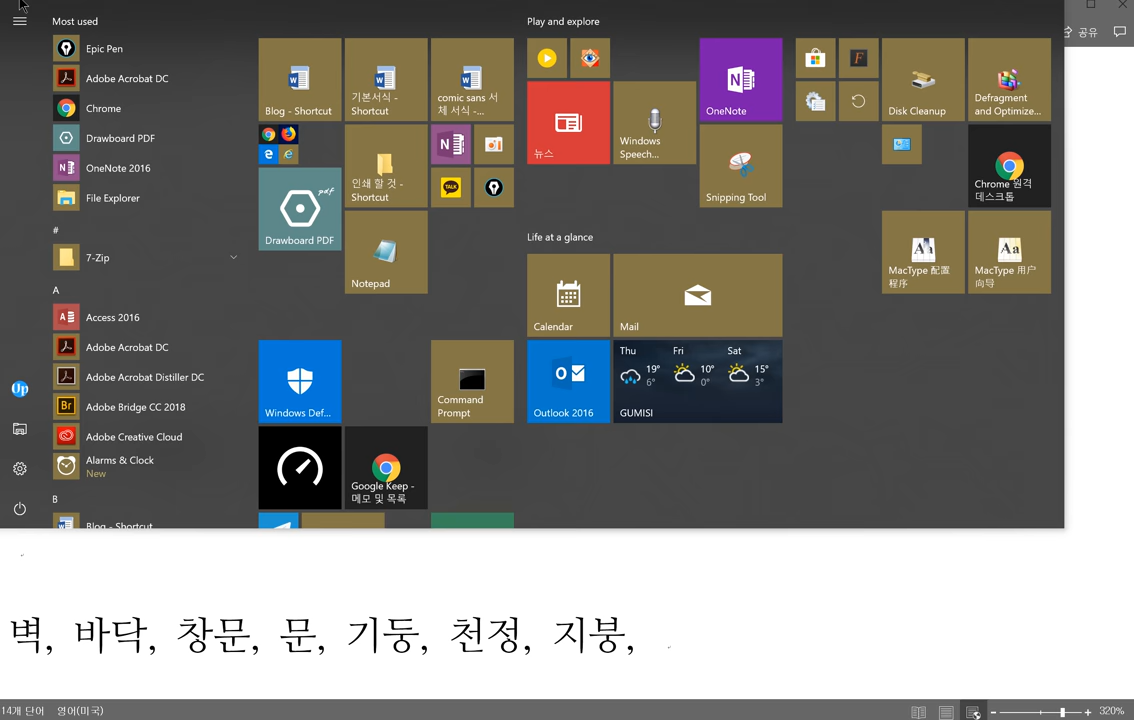 Most used
Epic Pen
Adobe Acrobat DC
Chrome
Drawboard PDF
OneNote 2016
File Explorer
#
7-Zip
A
Access 2016
Adobe Acrobat DC
Adobe Acrobat Distiller DC
Adobe Bridge CC 2018
Adobe Creative Cloud
Alarms & Clock
New
B
Blog - Shortcut
Blog - Shortcut
기본서식 -
Shortcut
comic sans 서
체 서식 -...
인쇄 할 것 -
Shortcut
TALK
pdf
Drawboard PDF
Notepad
Windows Def...
Command
Prompt
Google Keep -
메모 및 목록
Play and explore
뉴스
Windows
Speech...
OneNote
Snipping Tool
Life at a glance
Calendar
Mail
Outlook 2016
Thu Fri Sat
19° 10° 15°
6° 0° 3°
GUMISI
Disk Cleanup
Defragment
and Optimize...
Chrome 원격
데스크톱
MacType 配置
程序
MacType 用户
向导
공유
벽, 바닥, 창문, 문, 기둥, 천정, 지붕,
14개 단어 영어(미국)
320%